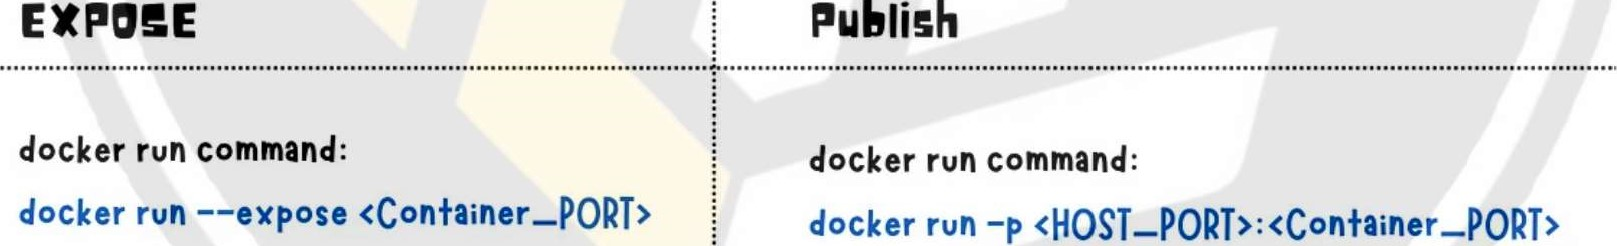 EXPOSE
Publish
docker run command:
docker run --expose <Container_PORT>
docker run command:
docker run -p <HOST_PORT>:<Container_PORT>